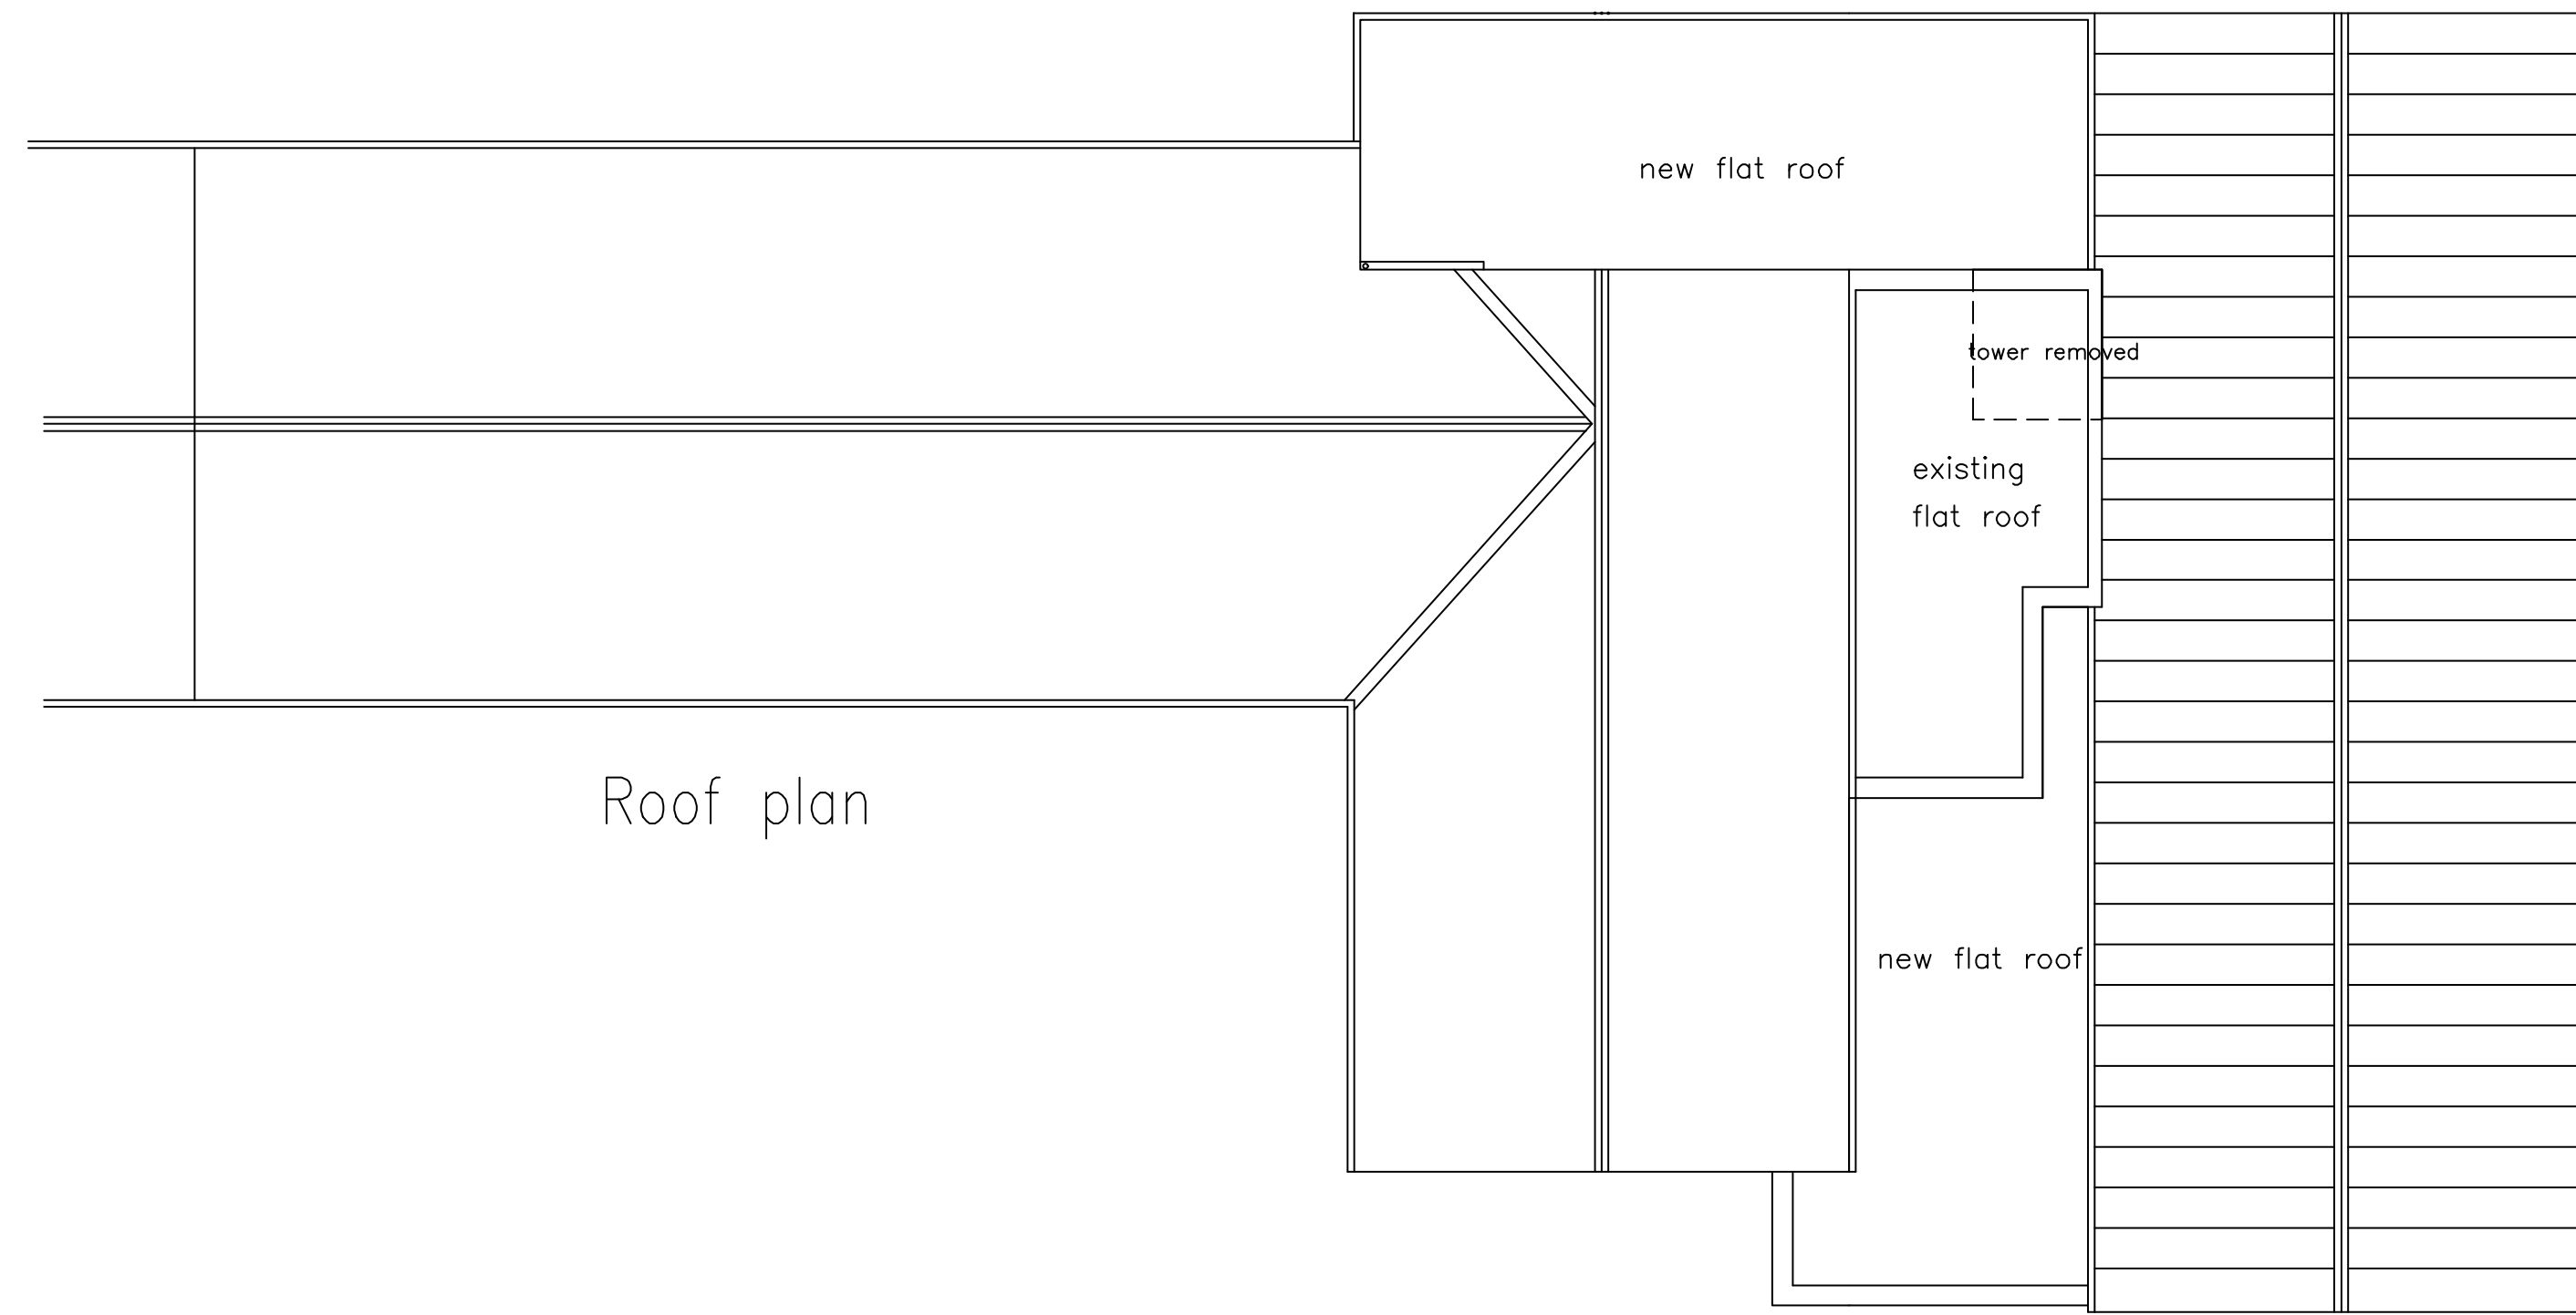 new flat roof
tower removed
existing
flat roof
Roof plan
new flat roof